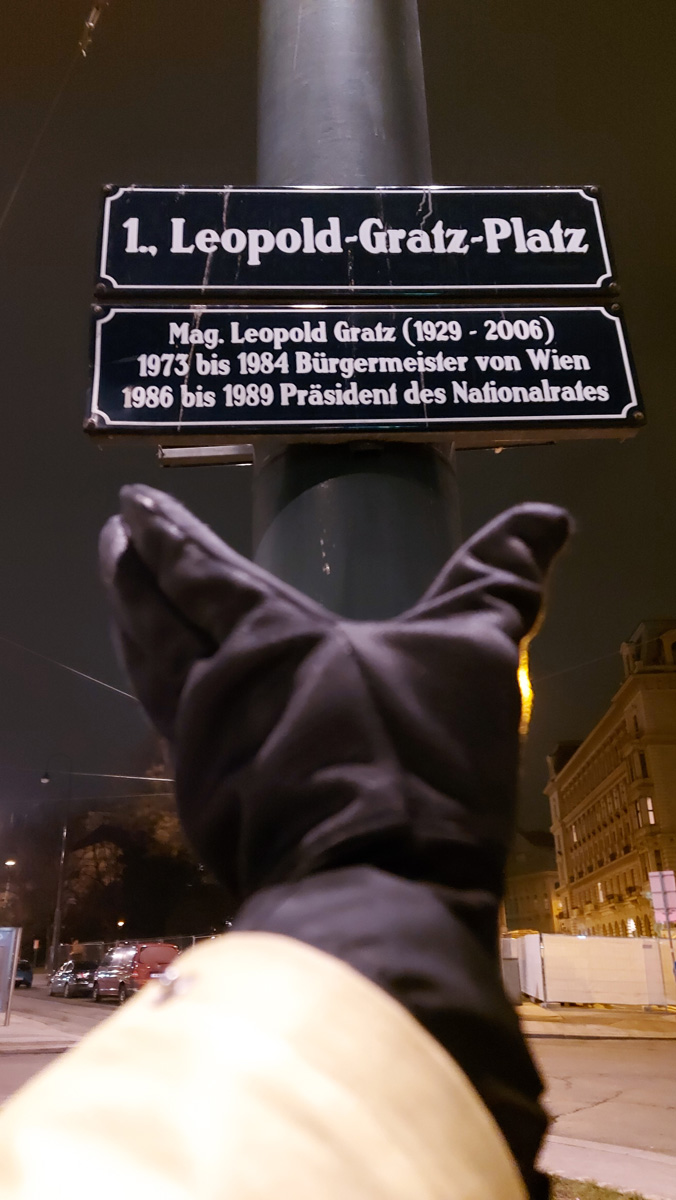 1., Leopold-Gratz-Platz
Mag. Leopold Gratz (1929 - 2006)
1973 bis 1984 Bürgermeister von Wien
1986 bis 1989 Präsident des Nationalrates